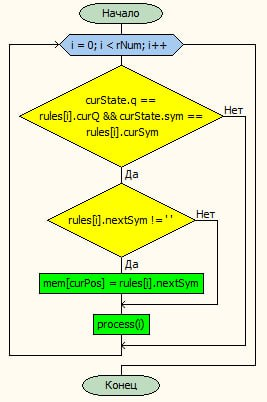 Начало
i = 0; i < rNum; i++
curState.q ==
rules[i].curQ && curState.sym ==
rules[i].curSym
Нет
Да
rules[i].nextSym != ' '
Нет
Да
mem[curPos] = rules[i].nextSym
process(i)
Конец